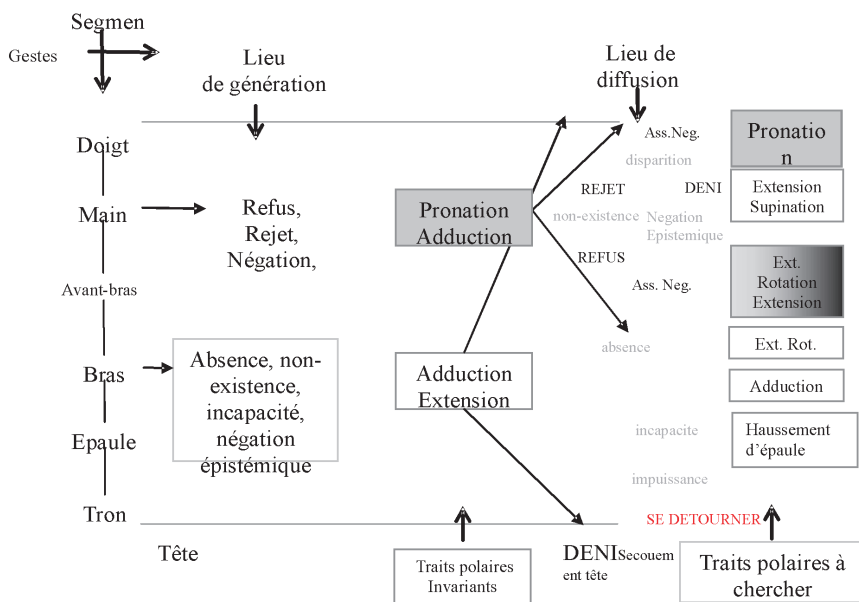 Segmen
Gestes
Lieu
de génération
Lieu de
diffusion
Doigt
Main
Avant-bras
Bras
Epaule
Tron
Refus,
Rejet,
Négation,
Absence, non-
existence,
incapacité,
négation
épistémique
Pronation
Adduction
Adduction
Extension
Ass.Neg.
disparition
REJET
DENI
non-existence
Negation
Epistemique
REFUS
Ass. Neg.
absence
incapacite
impuissance
SE DETOURNER
Pronatio
n
Extension
Supination
Ext.
Rotation
Extension
Ext. Rot.
Adduction
Haussement
d’épaule
Tête
Traits polaires
Invariants
DENISecouem
ent tête
Traits polaires à
chercher